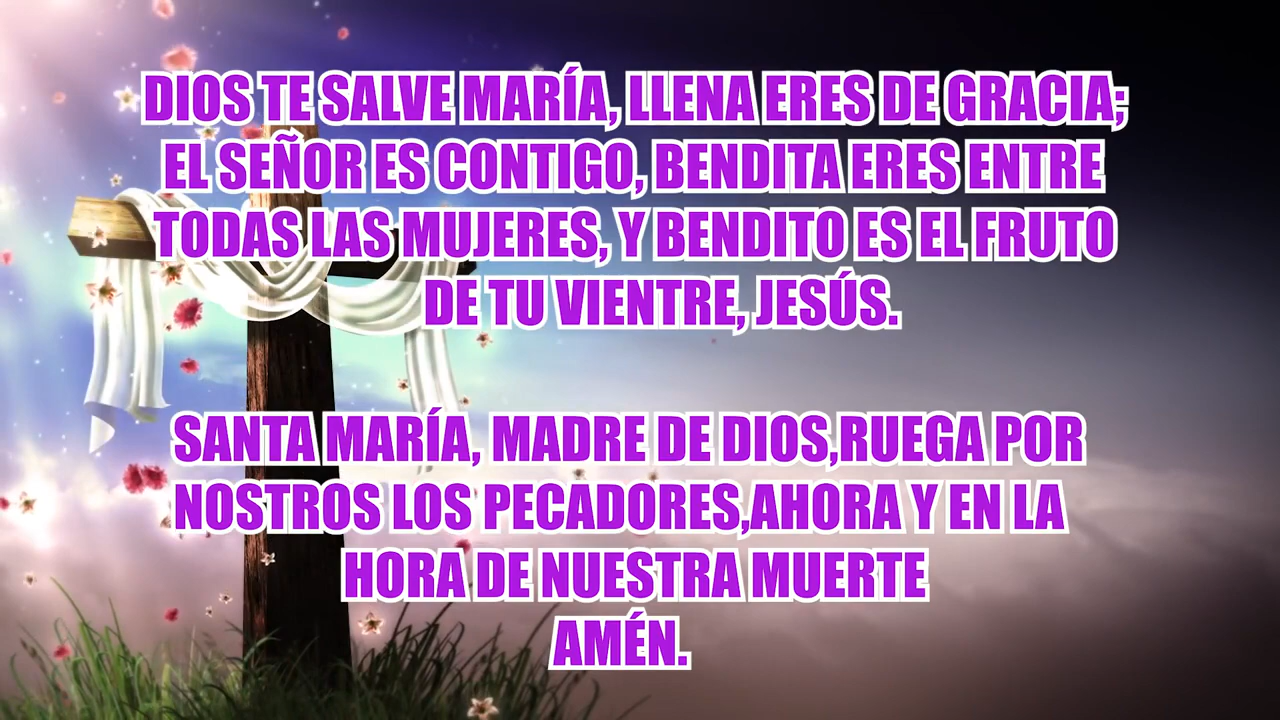 DIOS TE SALVE MARÍA, LLENA ERES DE GRACIA;
EL SEÑOR ES CONTIGO, BENDITA ERES ENTRE
TODAS LAS MUJERES, Y BENDITO ES EL FRUTO
DE TU VIENTRE, JESÚS.
SANTA MARÍA, MADRE DE DIOS,RUEGA POR
NOSTROS LOS PECADORES,AHORA Y EN LA
HORA DE NUESTRA MUERTE
AMÉN.